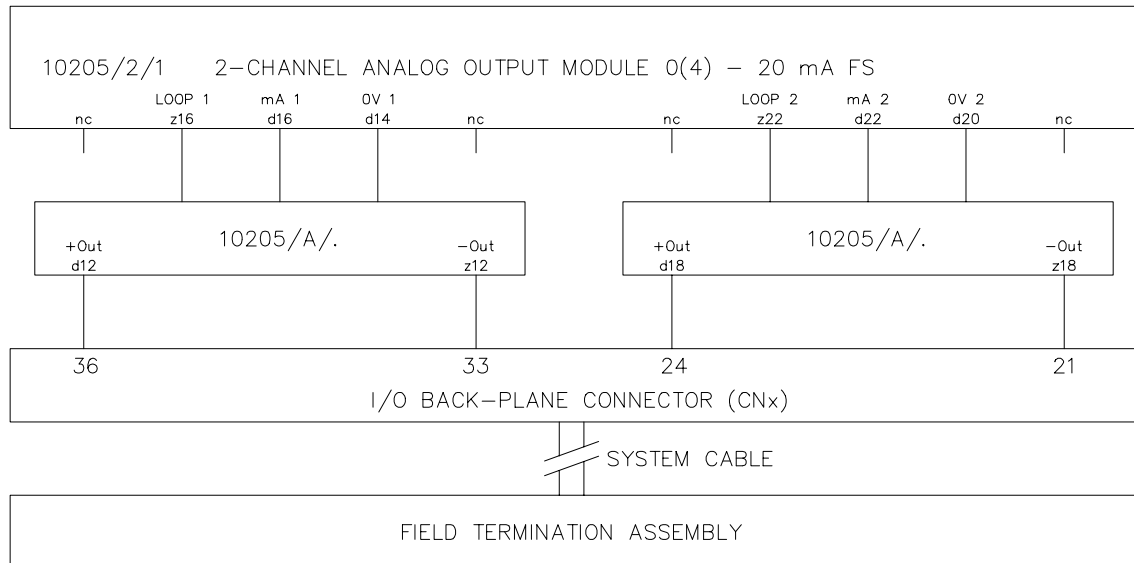 10205/2/1 2-CHANNEL ANALOG OUTPUT MODULE 0(4) - 20 mA FS
LOOP 1 mA 1 0V 1 LOOP 2 mA 2 0V 2
nc z16 d16 d14 nc nc z22 d22 d20 nc
10205/A/. 10205/A/.
+Out -Out +Out -Out
d12 z12 d18 z18
36 33 24 21
I/O BACK-PLANE CONNECTOR (CNx)
SYSTEM CABLE
FIELD TERMINATION ASSEMBLY